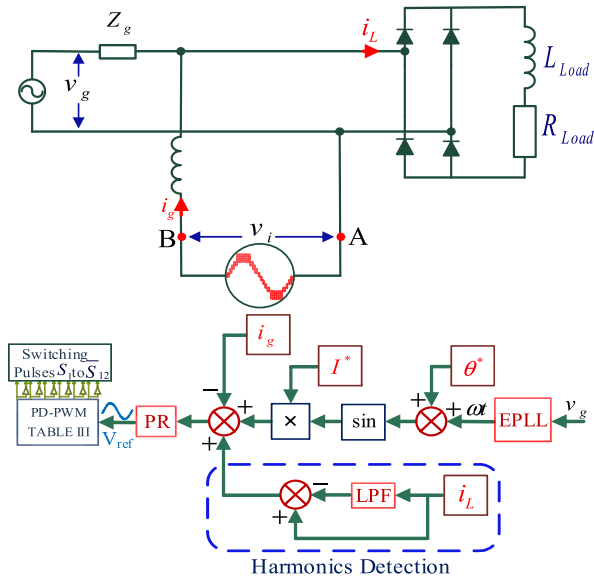 Z_g
i_L
v_g
L_Load
R_Load
i_g
B
v_i
A
i_g
I*
θ*
Switching
Pulses S_1 to S̅_12
PD-PWM
TABLE III
V_ref
PR
−
+
+
×
sin
+
+
ωt
EPLL
v_g
−
+
LPF
i_L
Harmonics Detection